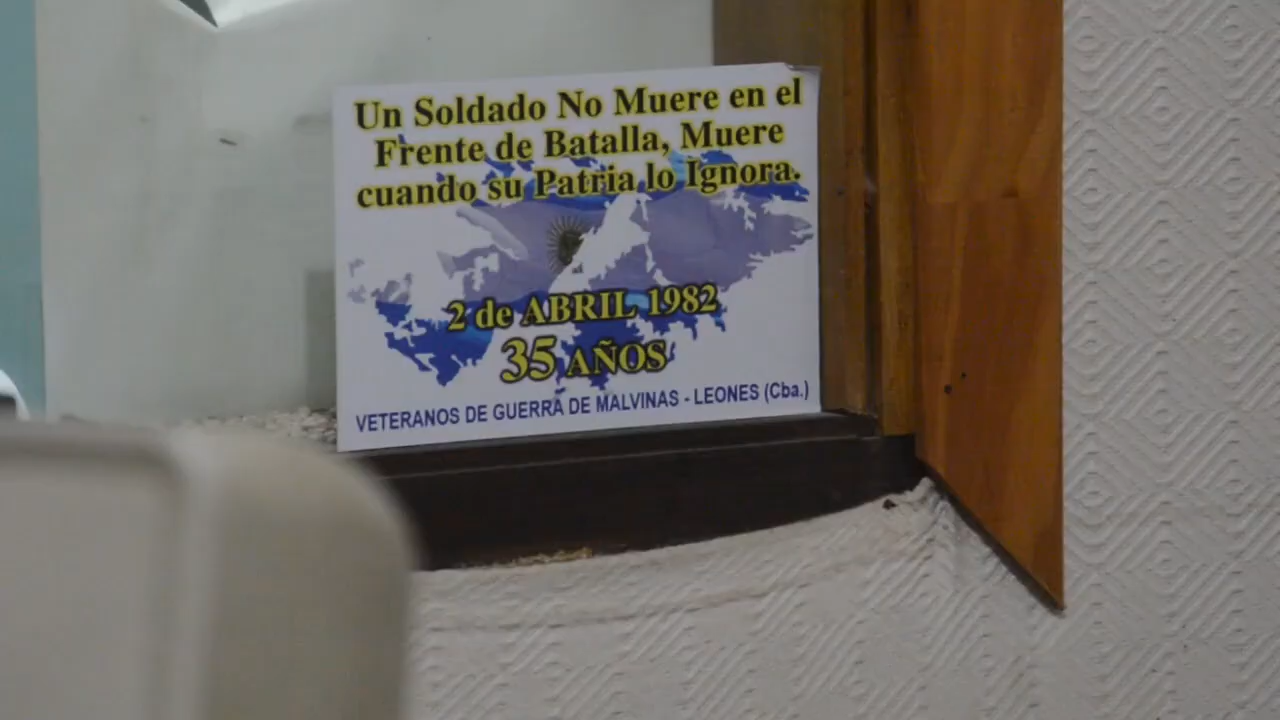 Un Soldado No Muere en el
Frente de Batalla, Muere
cuando su Patria lo Ignora.
2 de ABRIL 1982
35 AÑOS
VETERANOS DE GUERRA DE MALVINAS - LEONES (Cba.)